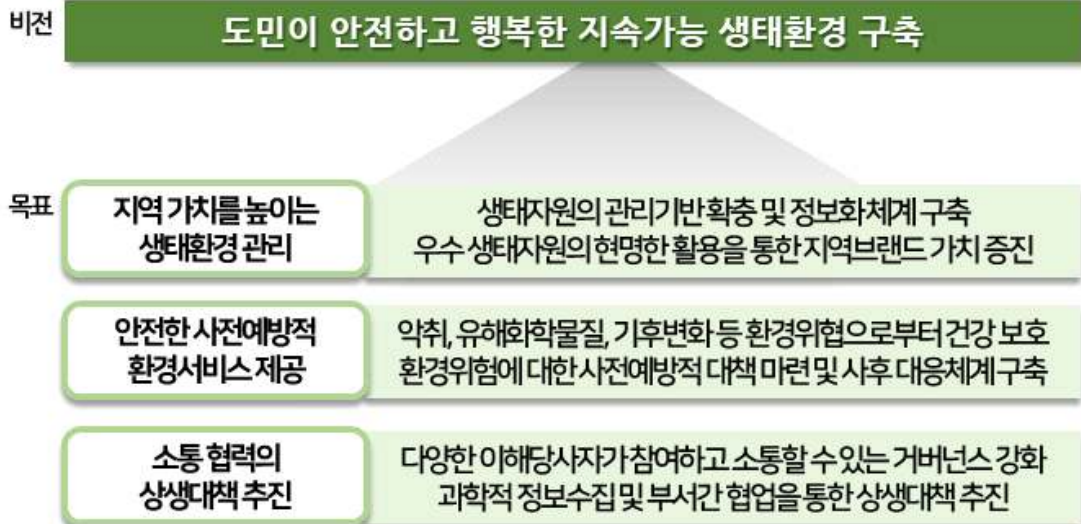 비전
도민이 안전하고 행복한 지속가능 생태환경 구축
목표
지역 가치를 높이는
생태환경 관리
생태자원의 관리기반 확충 및 정보화 체계 구축
우수 생태자원의 현명한 활용을 통한 지역브랜드 가치 증진
안전한 사전예방적
환경서비스 제공
악취, 유해화학물질, 기후변화 등 환경위협으로부터 건강 보호
환경위험에 대한 사전예방적 대책 마련 및 사후 대응체계 구축
소통 협력의
상생대책 추진
다양한 이해당사자가 참여하고 소통할 수 있는 거버넌스 강화
과학적 정보수집 및 부서간 협업을 통한 상생대책 추진